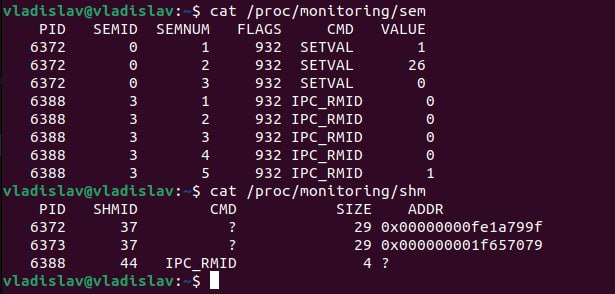 vladislav@vladislav:~$ cat /proc/monitoring/sem
PID SEMID SEMNUM FLAGS CMD VALUE
6372 0 1 932 SETVAL 1
6372 0 2 932 SETVAL 26
6372 0 3 932 SETVAL 0
6388 3 1 932 IPC_RMID 0
6388 3 2 932 IPC_RMID 0
6388 3 3 932 IPC_RMID 0
6388 3 4 932 IPC_RMID 0
6388 3 5 932 IPC_RMID 1
vladislav@vladislav:~$ cat /proc/monitoring/shm
PID SHMID CMD SIZE ADDR
6372 37 ? 29 0x00000000fe1a799f
6373 37 ? 29 0x000000001f657079
6388 44 IPC_RMID 4 ?
vladislav@vladislav:~$